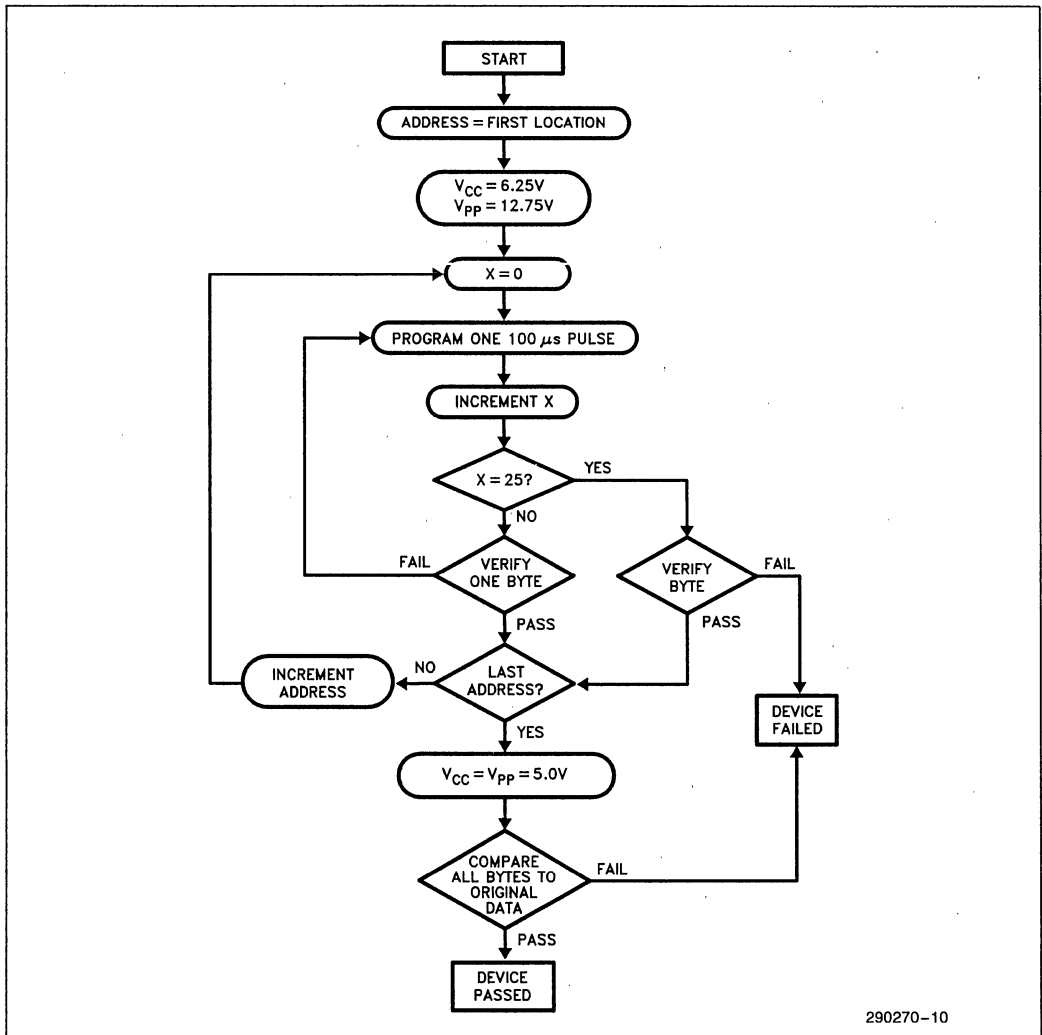 START
ADDRESS = FIRST LOCATION
VCC = 6.25V
VPP = 12.75V
X = 0
PROGRAM ONE 100 μs PULSE
INCREMENT X
X = 25?
YES
NO
FAIL
VERIFY
ONE BYTE
VERIFY
BYTE
FAIL
PASS
PASS
INCREMENT
ADDRESS
NO
LAST
ADDRESS?
DEVICE
FAILED
YES
VCC = VPP = 5.0V
COMPARE
ALL BYTES TO
ORIGINAL
DATA
FAIL
PASS
DEVICE
PASSED
290270-10